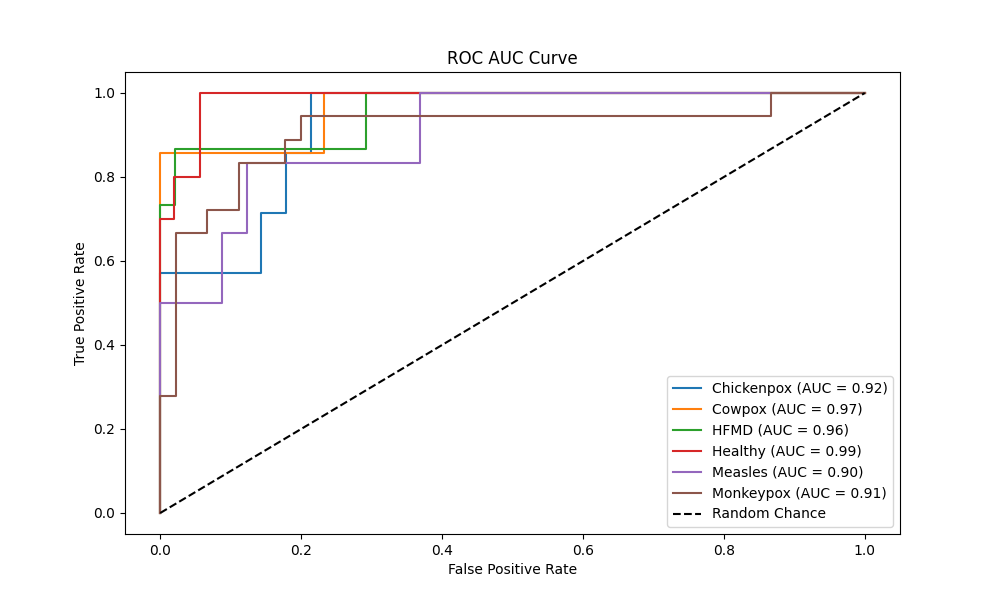 ROC AUC Curve
1.0
0.8
0.6
0.4
0.2
0.0
True Positive Rate
Chickenpox (AUC = 0.92)
Cowpox (AUC = 0.97)
HFMD (AUC = 0.96)
Healthy (AUC = 0.99)
Measles (AUC = 0.90)
Monkeypox (AUC = 0.91)
Random Chance
0.0 0.2 0.4 0.6 0.8 1.0
False Positive Rate